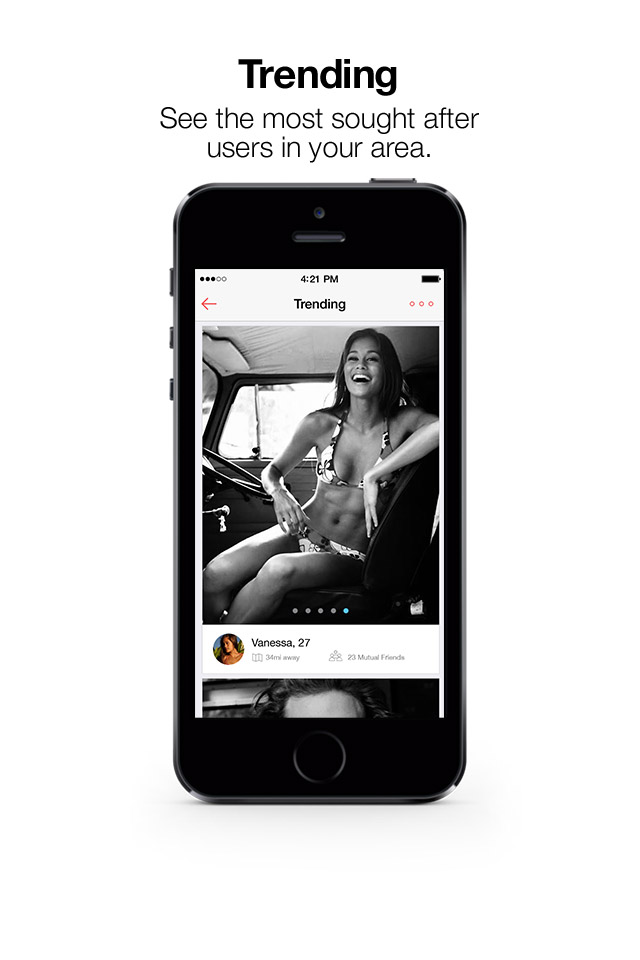 Trending
See the most sought after
users in your area.
4:21 PM
Trending
Vanessa, 27
34mi away
23 Mutual Friends